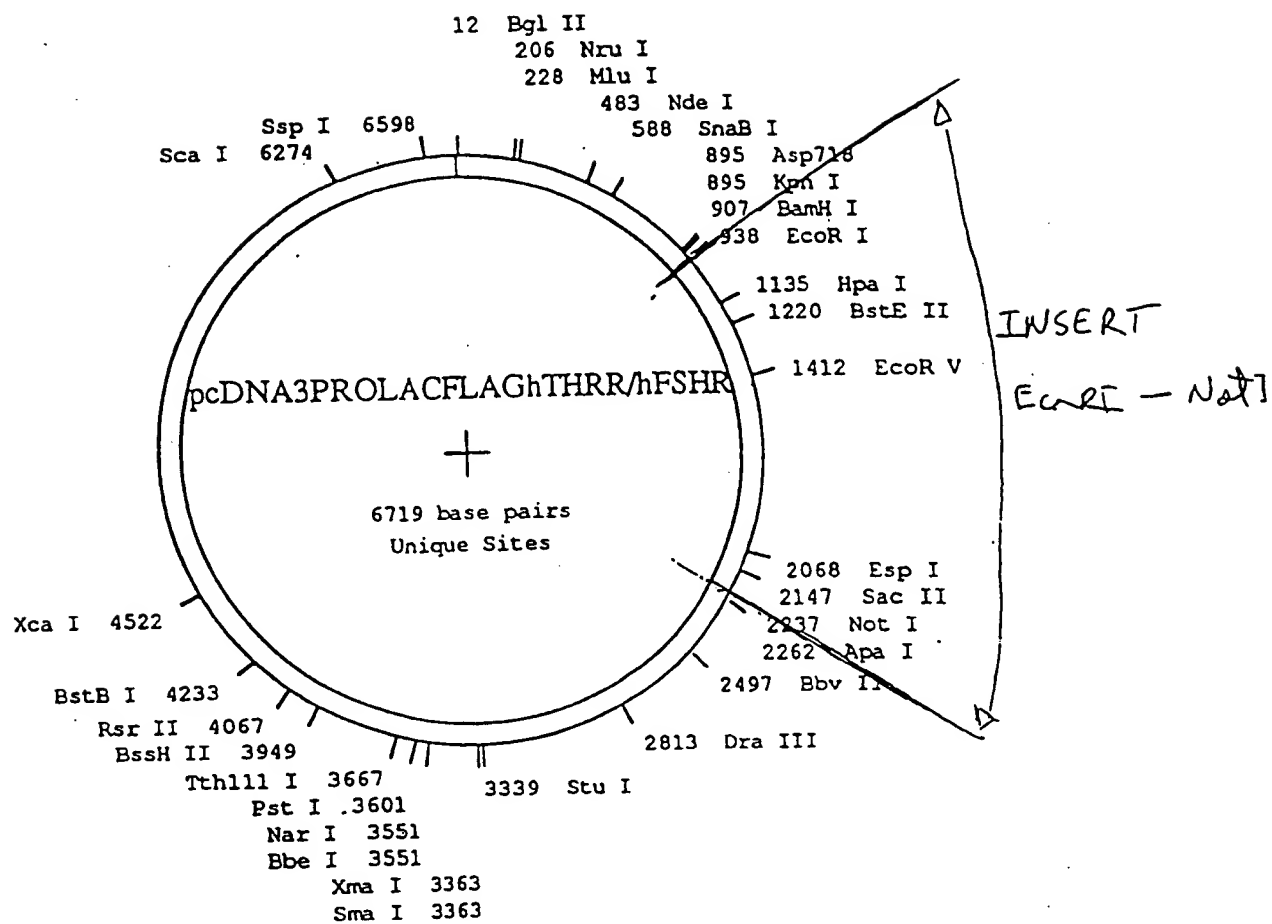 12 Bgl II
206 Nru I
228 Mlu I
483 Nde I
588 SnaB I
895 Asp718
895 Kpn I
907 BamH I
938 EcoR I
1135 Hpa I
1220 BstE II
1412 EcoR V
INSERT
EcoRI - NotI
2068 Esp I
2147 Sac II
2237 Not I
2262 Apa I
2497 Bbv II
2813 Dra III
3339 Stu I
Sma I 3363
Xma I 3363
Bbe I 3551
Nar I 3551
Pst I .3601
Tth111 I 3667
BssH II 3949
Rsr II 4067
BstB I 4233
Xca I 4522
Sca I 6274
Ssp I 6598
pcDNA3PROLACFLAGhTHRR/hFSHR
6719 base pairs
Unique Sites